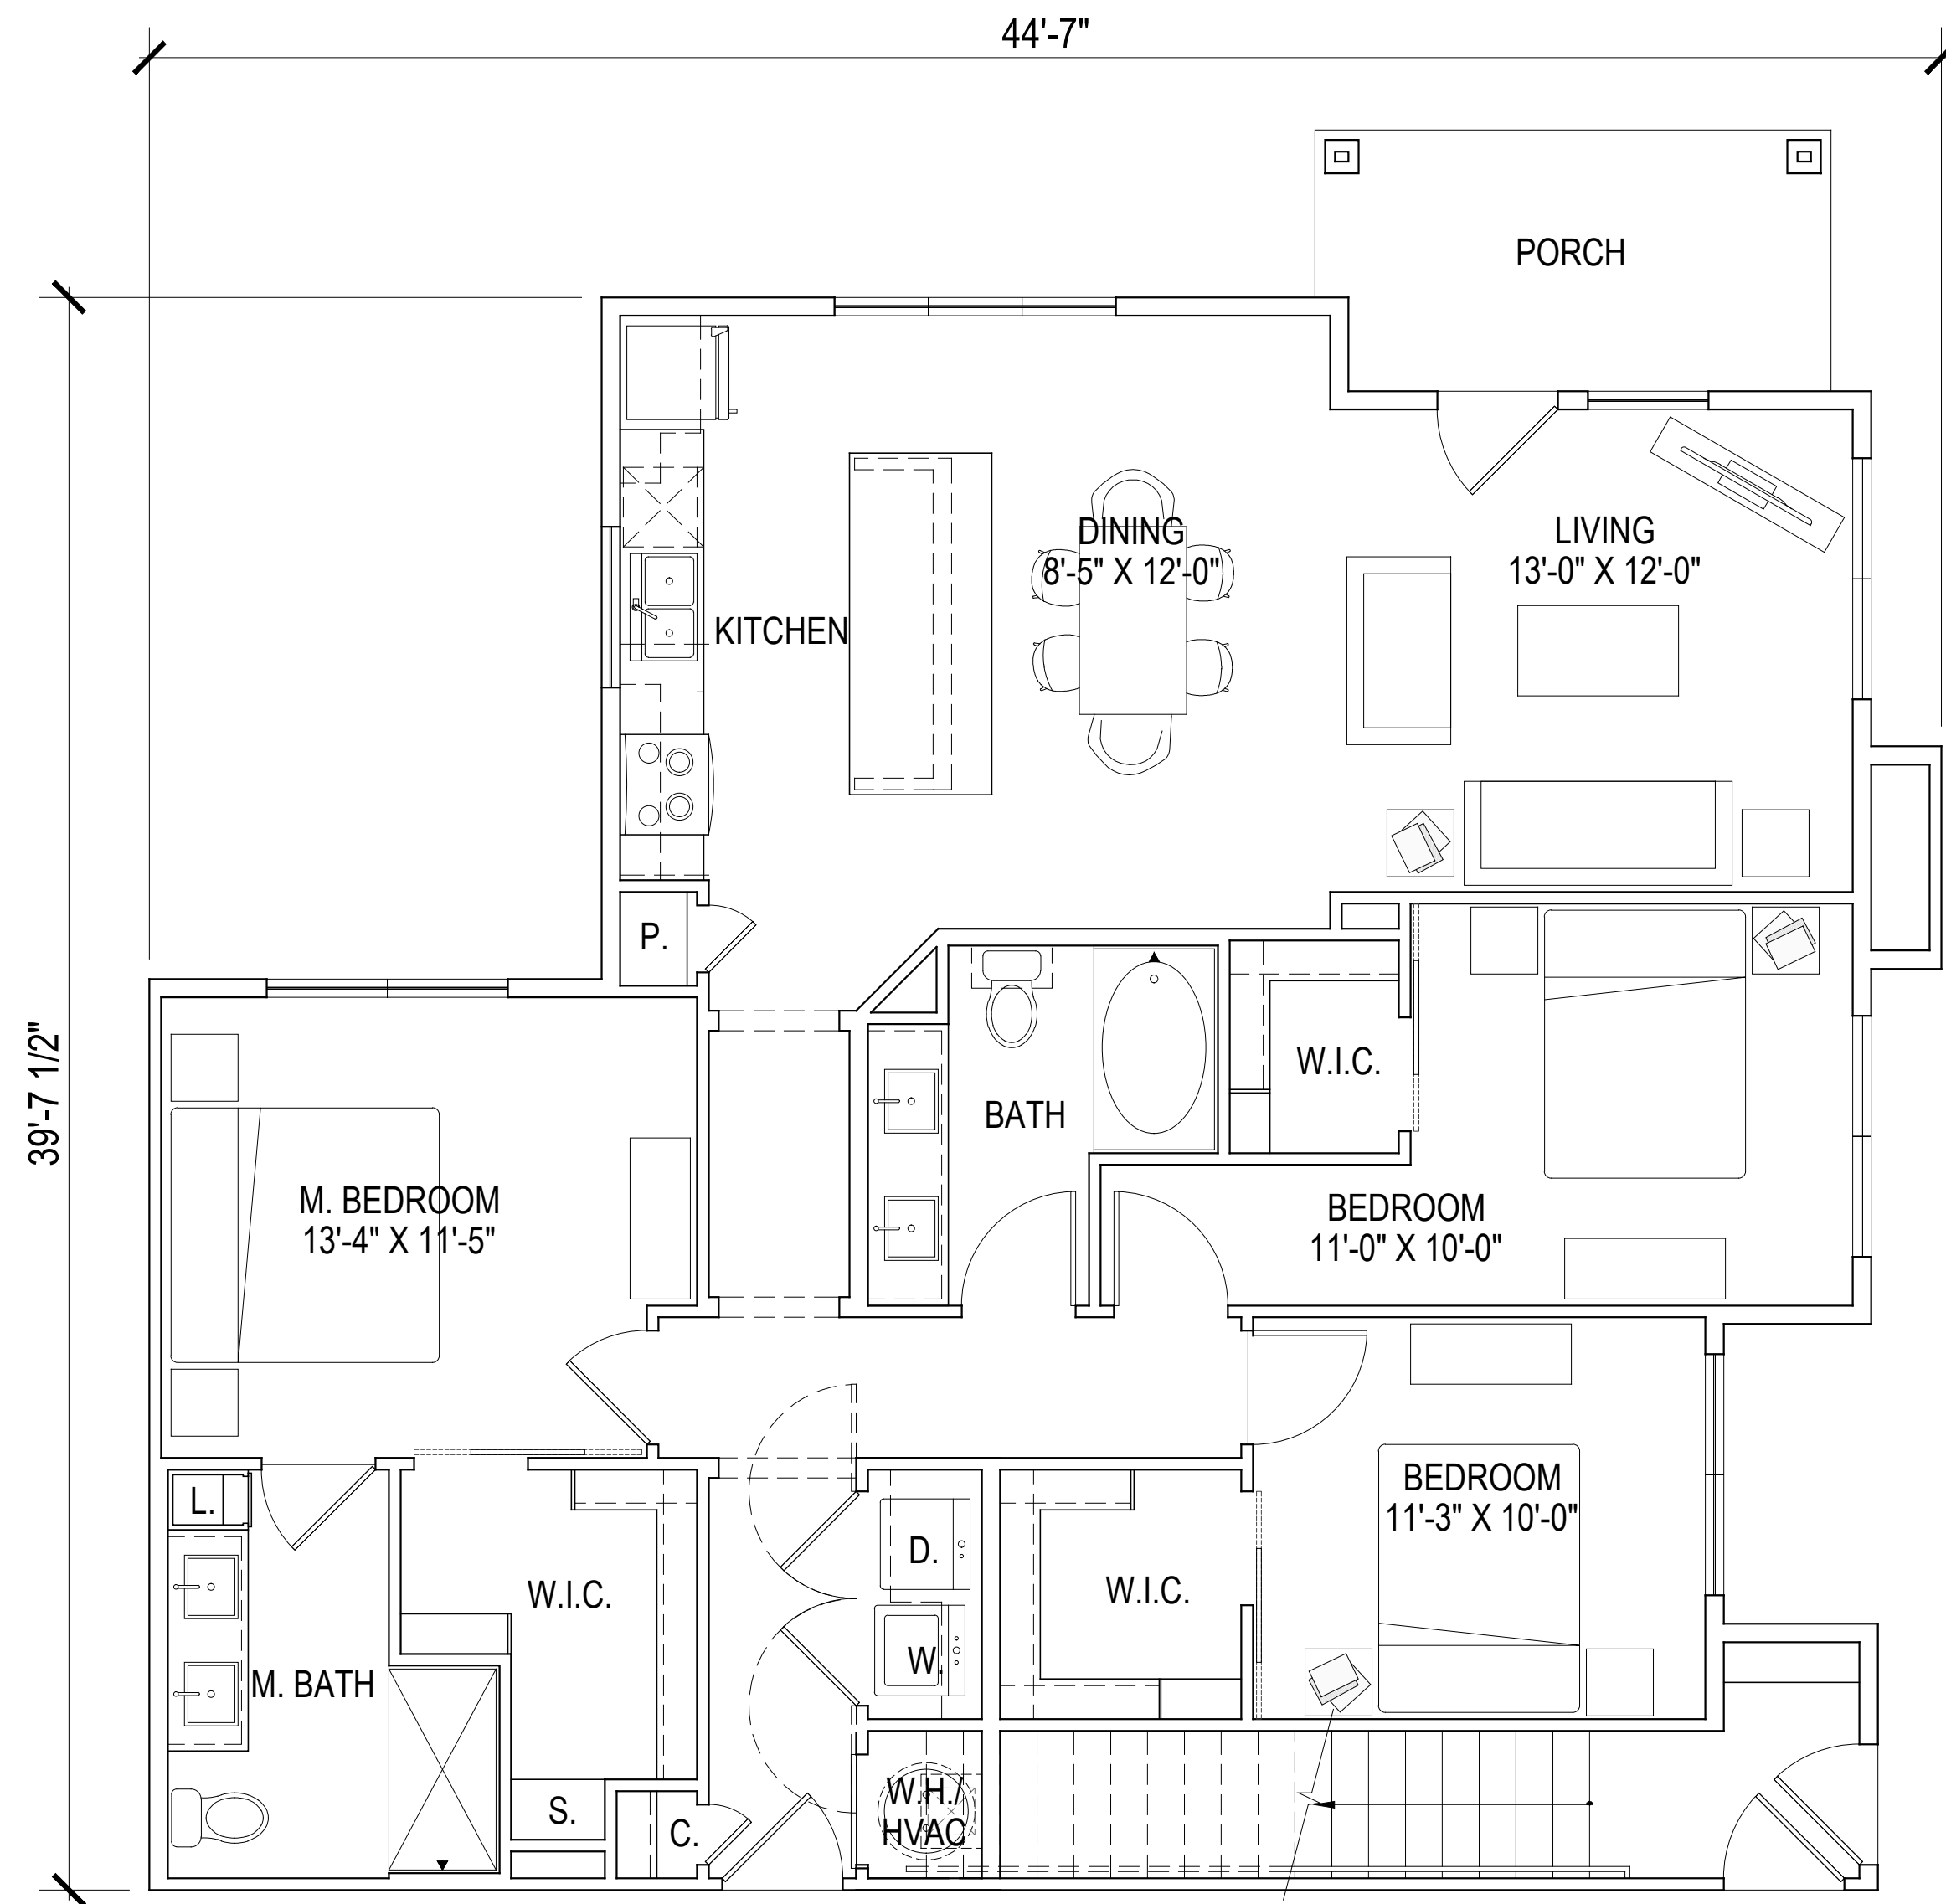 44'-7"
PORCH
DINING
8'-5" X 12'-0"
LIVING
13'-0" X 12'-0"
KITCHEN
P.
39'-7 1/2"
W.I.C.
BATH
M. BEDROOM
13'-4" X 11'-5"
BEDROOM
11'-0" X 10'-0"
L.
D.
BEDROOM
11'-3" X 10'-0"
W.I.C.
W.I.C.
W.
M. BATH
S.
C.
W.H./
HVAC